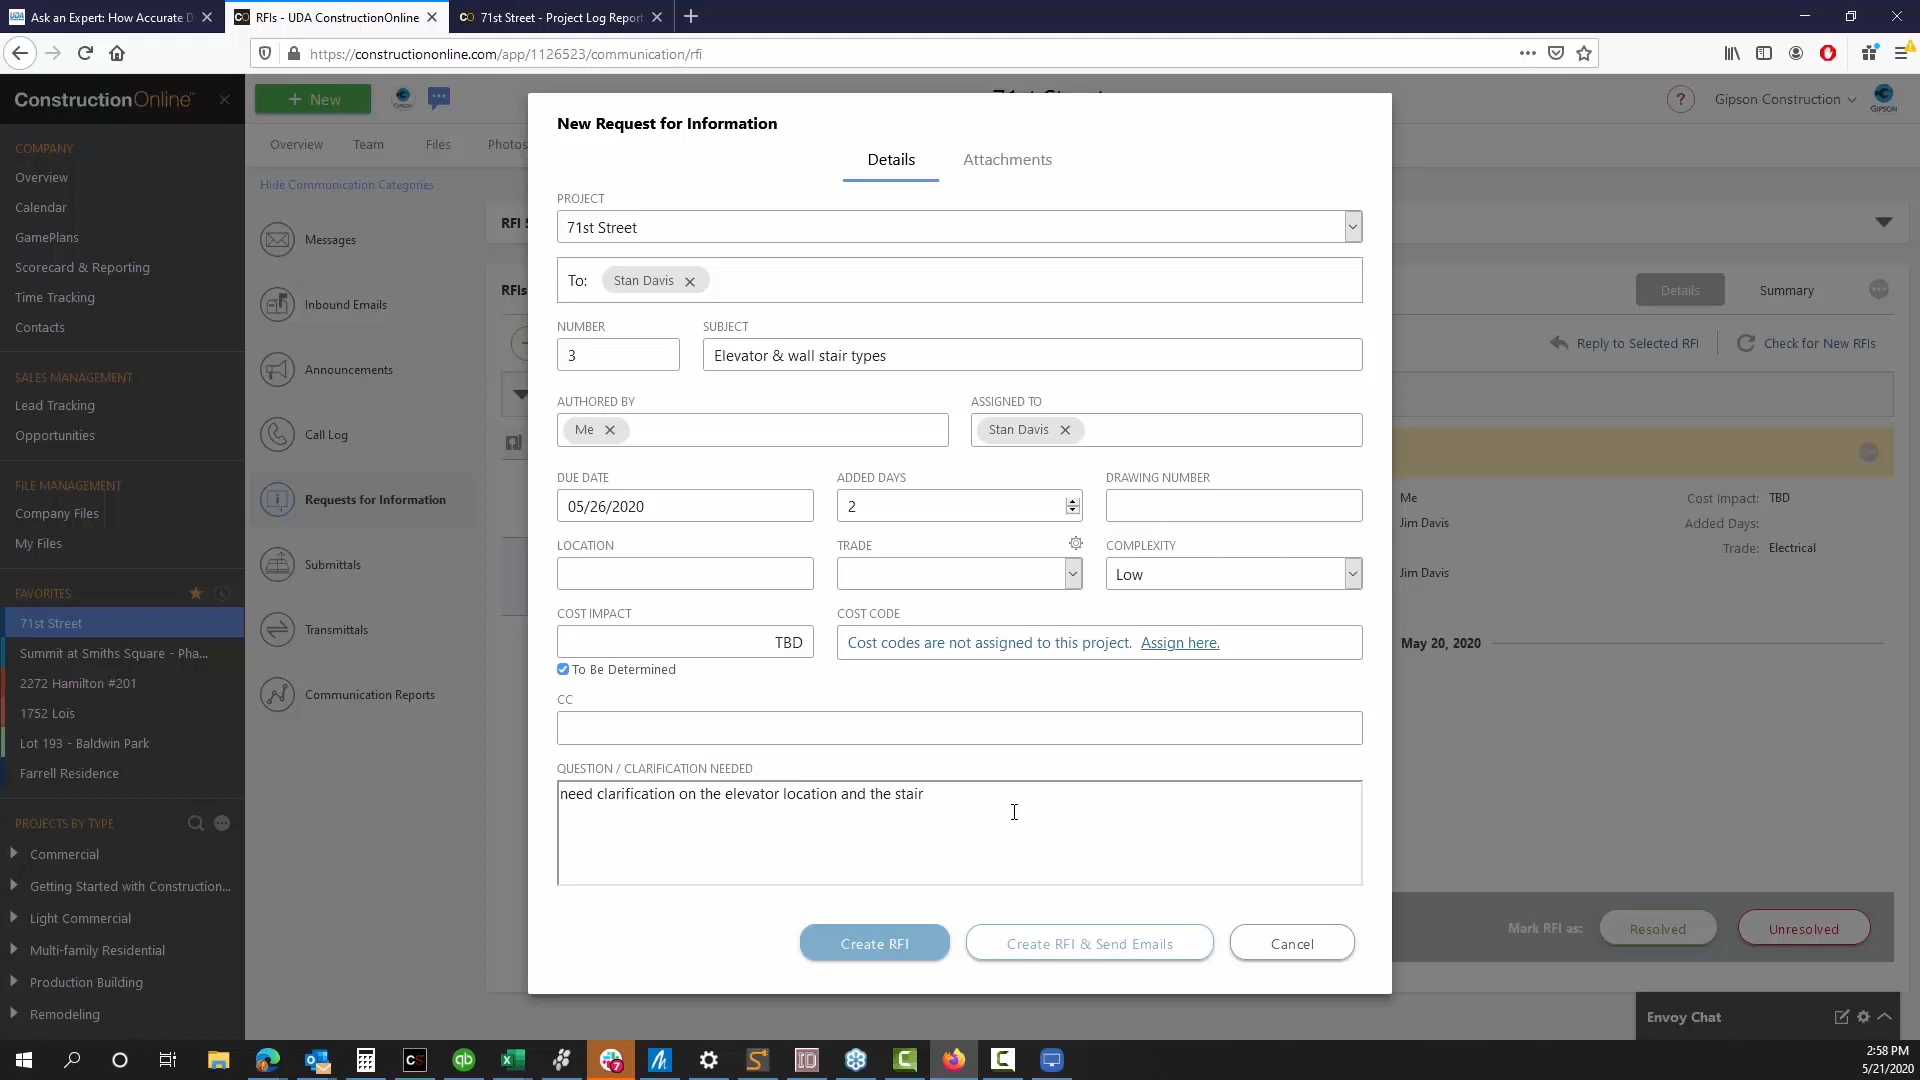 Ask an Expert: How Accurate D
RFIs - UDA ConstructionOnline
71st Street - Project Log Report
https://constructiononline.com/app/1126523/communication/rfi
ConstructionOnline™
+ New
GIPSON
?
Gipson Construction
GIPSON
COMPANY
Overview
Calendar
GamePlans
Scorecard & Reporting
Time Tracking
Contacts
SALES MANAGEMENT
Lead Tracking
Opportunities
FILE MANAGEMENT
Company Files
My Files
FAVORITES
71st Street
Summit at Smiths Square - Pha...
2272 Hamilton #201
1752 Lois
Lot 193 - Baldwin Park
Farrell Residence
PROJECTS BY TYPE
Commercial
Getting Started with Construction...
Light Commercial
Multi-family Residential
Production Building
Remodeling
Overview
Team
Files
Photos
Hide Communication Categories
Messages
Inbound Emails
Announcements
Call Log
Requests for Information
Submittals
Transmittals
Communication Reports
RFI S
RFIs
New Request for Information
Details
Attachments
PROJECT
71st Street
To: Stan Davis
NUMBER
SUBJECT
3
Elevator & wall stair types
AUTHORED BY
ASSIGNED TO
Me
Stan Davis
DUE DATE
ADDED DAYS
DRAWING NUMBER
05/26/2020
2
LOCATION
TRADE
COMPLEXITY
Low
COST IMPACT
COST CODE
TBD
Cost codes are not assigned to this project. Assign here.
To Be Determined
CC
QUESTION / CLARIFICATION NEEDED
need clarification on the elevator location and the stair
Create RFI
Create RFI & Send Emails
Cancel
Details
Summary
Reply to Selected RFI
Check for New RFIs
Me
Cost Impact: TBD
Jim Davis
Added Days:
Trade: Electrical
Jim Davis
May 20, 2020
Mark RFI as:
Resolved
Unresolved
Envoy Chat
2:58 PM
5/21/2020